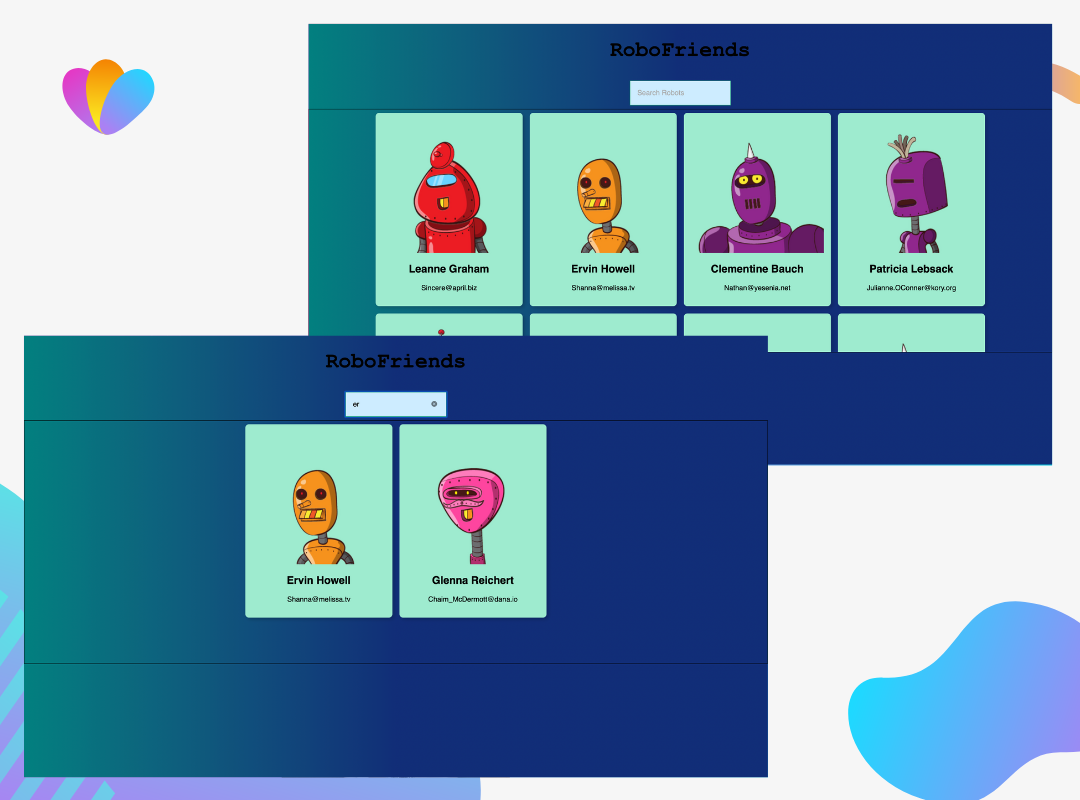 RoboFriends
Search Robots
Leanne Graham
Sincere@april.biz
Ervin Howell
Shanna@melissa.tv
Clementine Bauch
Nathan@yesenia.net
Patricia Lebsack
Julianne.OConner@kory.org
RoboFriends
er
Ervin Howell
Shanna@melissa.tv
Glenna Reichert
Chaim_McDermott@dana.io